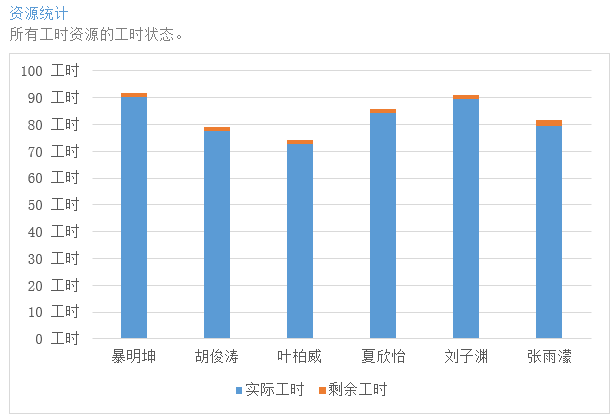 资源统计
所有工时资源的工时状态。
100 工时
90 工时
80 工时
70 工时
60 工时
50 工时
40 工时
30 工时
20 工时
10 工时
0 工时
暴明坤 胡俊涛 叶柏威 夏欣怡 刘子渊 张雨濛
实际工时 剩余工时